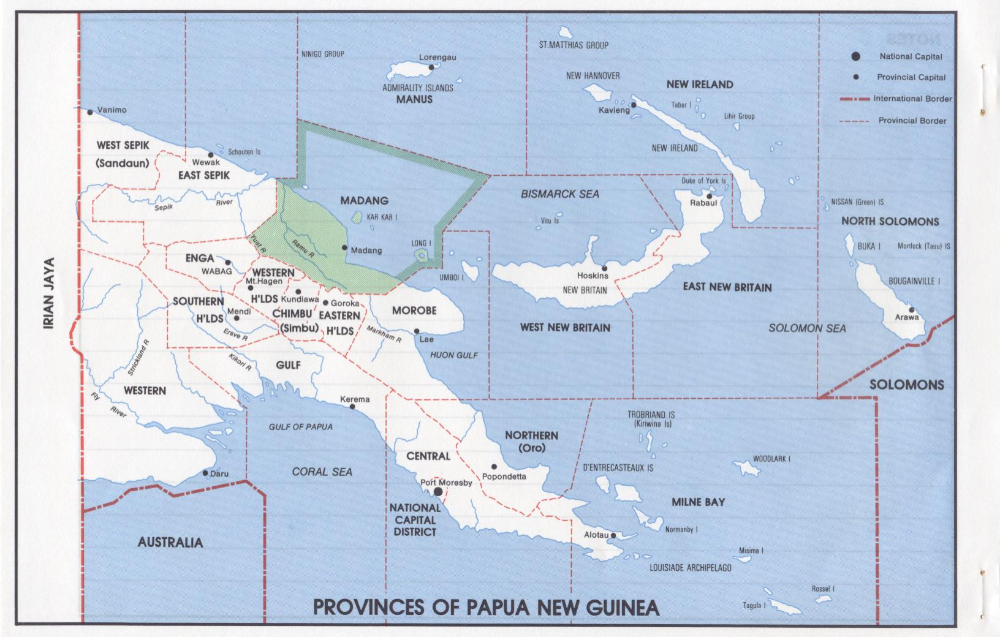 NOTES
National Capital
Provincial Capital
International Border
Provincial Border
NINIGO GROUP
Lorengau
ADMIRALITY ISLANDS
MANUS
ST.MATTHIAS GROUP
NEW HANNOVER
NEW IRELAND
Kavieng
Tabar I
Lihir Group
NEW IRELAND
Vanimo
WEST SEPIK
(Sandaun)
Schouten Is
Wewak
EAST SEPIK
Sepik
River
MADANG
KAR KAR I
LONG I
Yuat R
Ramu R
Madang
UMBOI I
BISMARCK SEA
Vitu Is
Duke of York Is
Rabaul
NISSAN (Green) IS
NORTH SOLOMONS
BUKA I
Mortlock (Tauu) IS
BOUGAINVILLE I
Arawa
SOLOMON SEA
SOLOMONS
Hoskins
NEW BRITAIN
EAST NEW BRITAIN
WEST NEW BRITAIN
IRIAN JAYA
ENGA
WABAG
WESTERN
Mt.Hagen
H'LDS
Kundiawa
Goroka
SOUTHERN
H'LDS
Mendi
CHIMBU
(Simbu)
EASTERN
H'LDS
Erave R
MOROBE
Markham R
Lae
HUON GULF
Strickland R
Kikori R
GULF
WESTERN
Fly
River
Kerema
GULF OF PAPUA
CORAL SEA
Daru
AUSTRALIA
CENTRAL
Port Moresby
NATIONAL
CAPITAL
DISTRICT
NORTHERN
(Oro)
Popondetta
TROBRIAND IS
(Kiriwina Is)
D'ENTRECASTEAUX IS
WOODLARK I
MILNE BAY
Normanby I
Alotau
Misima I
LOUISIADE ARCHIPELAGO
Rossel I
Tagula I
PROVINCES OF PAPUA NEW GUINEA